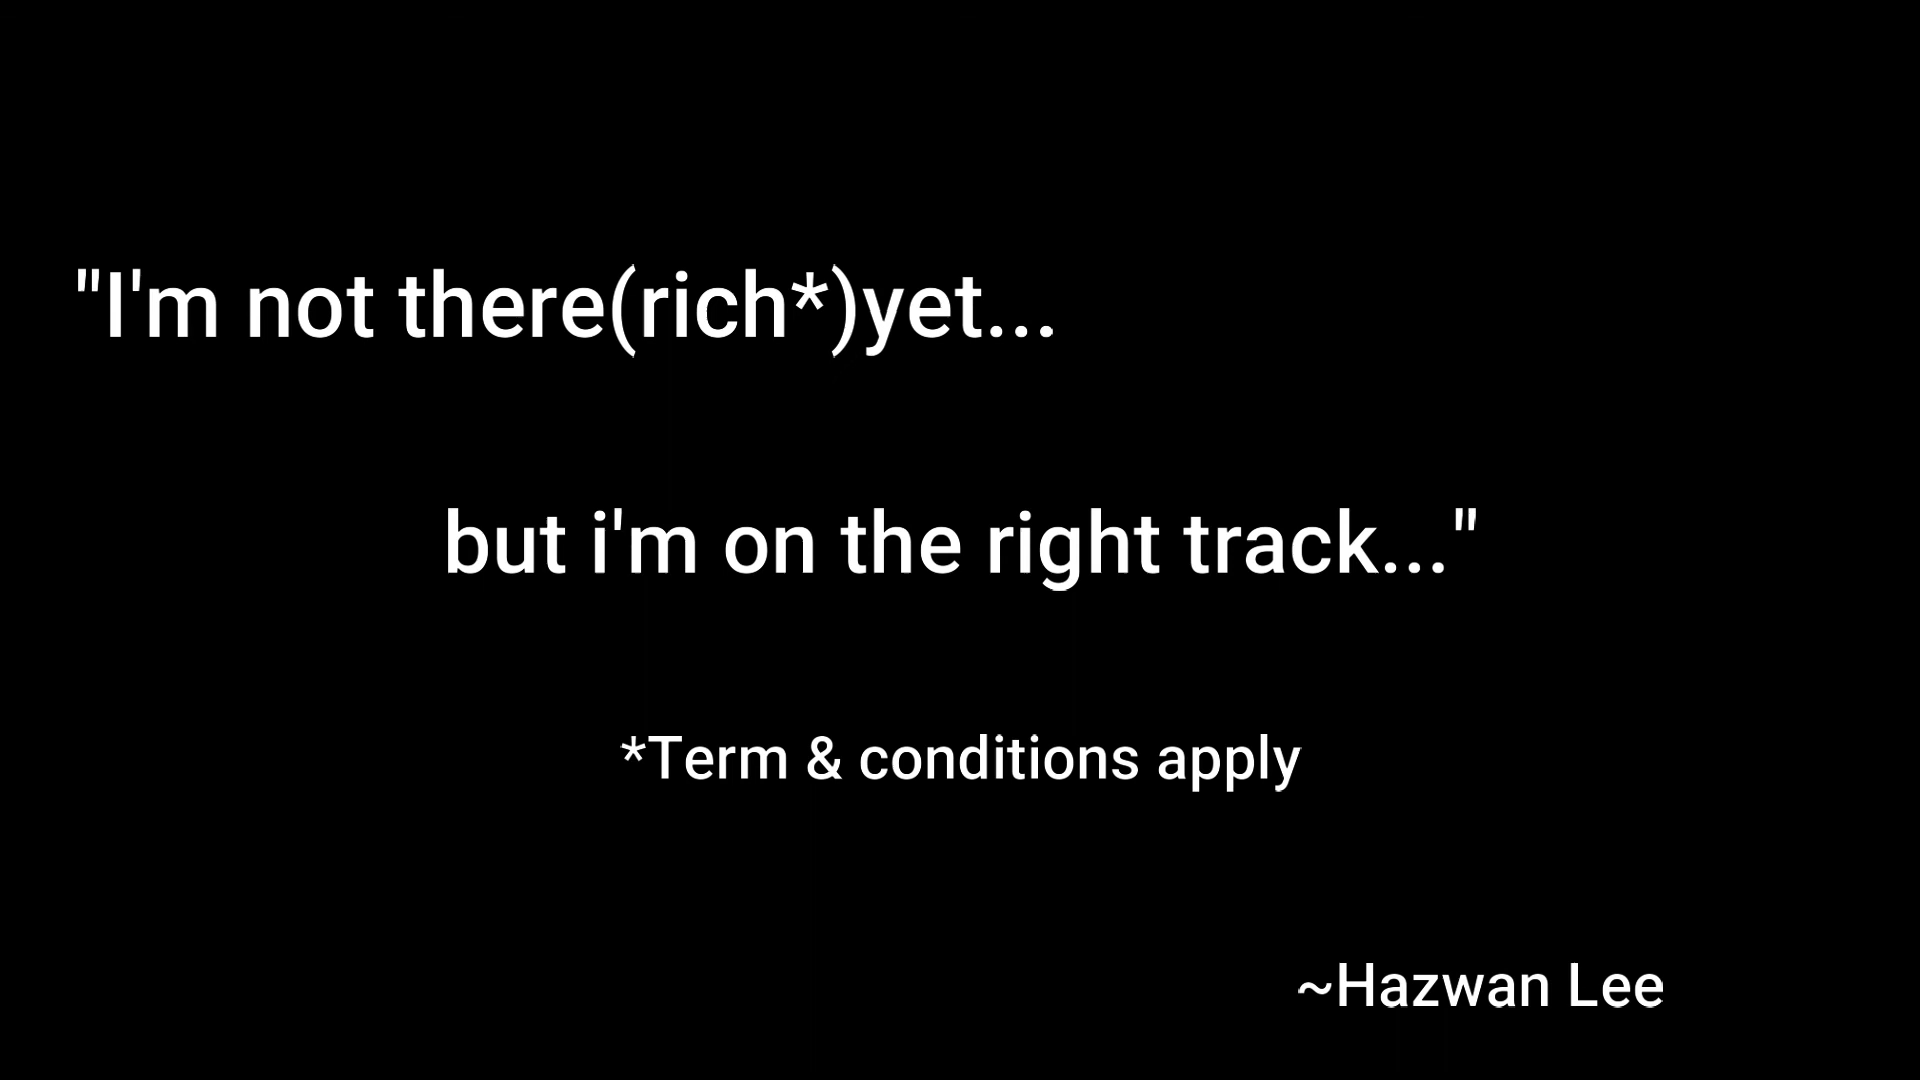 "I'm not there(rich*)yet...
but i'm on the right track..."
*Term & conditions apply
~Hazwan Lee